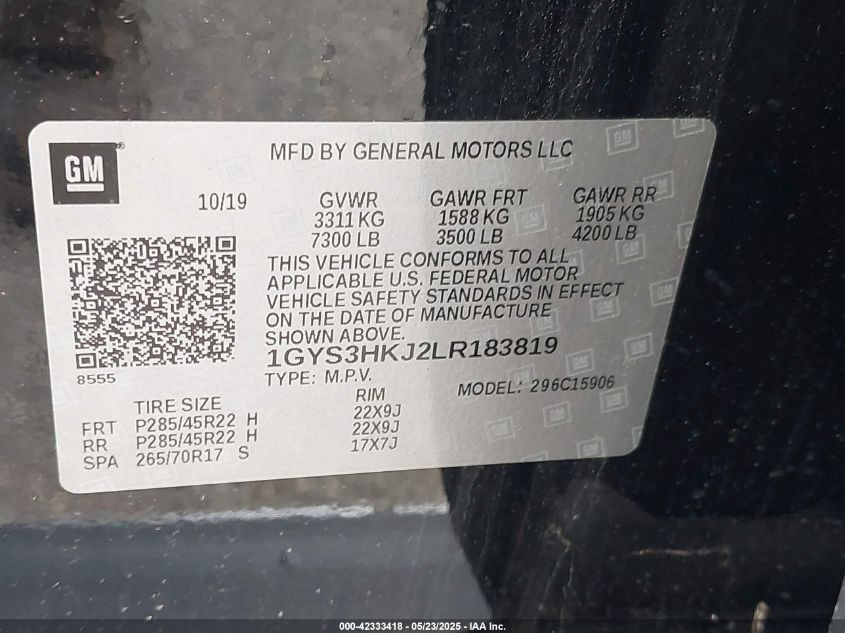 GM
MFD BY GENERAL MOTORS LLC
10/19 GVWR GAWR FRT GAWR RR
3311 KG 1588 KG 1905 KG
7300 LB 3500 LB 4200 LB
THIS VEHICLE CONFORMS TO ALL
APPLICABLE U.S. FEDERAL MOTOR
VEHICLE SAFETY STANDARDS IN EFFECT
ON THE DATE OF MANUFACTURE
SHOWN ABOVE.
1GYS3HKJ2LR183819
8555
TYPE: M.P.V. MODEL: 296C15906
TIRE SIZE RIM
FRT P285/45R22 H 22X9J
RR P285/45R22 H 22X9J
SPA 265/70R17 S 17X7J
000-42333418 - 05/23/2025 - IAA Inc.